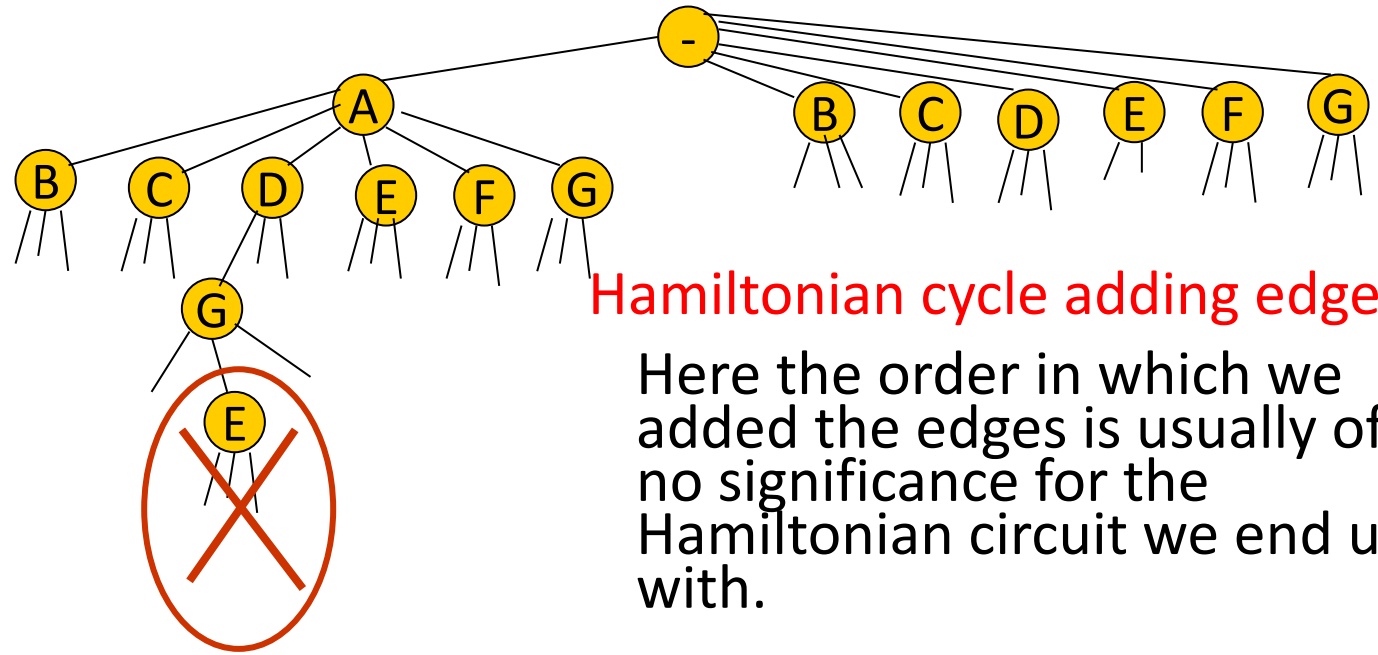 -
A
B C D E F G
B C D E F G
G
Hamiltonian cycle adding edge
Here the order in which we
added the edges is usually of
no significance for the
Hamiltonian circuit we end u
with.
E